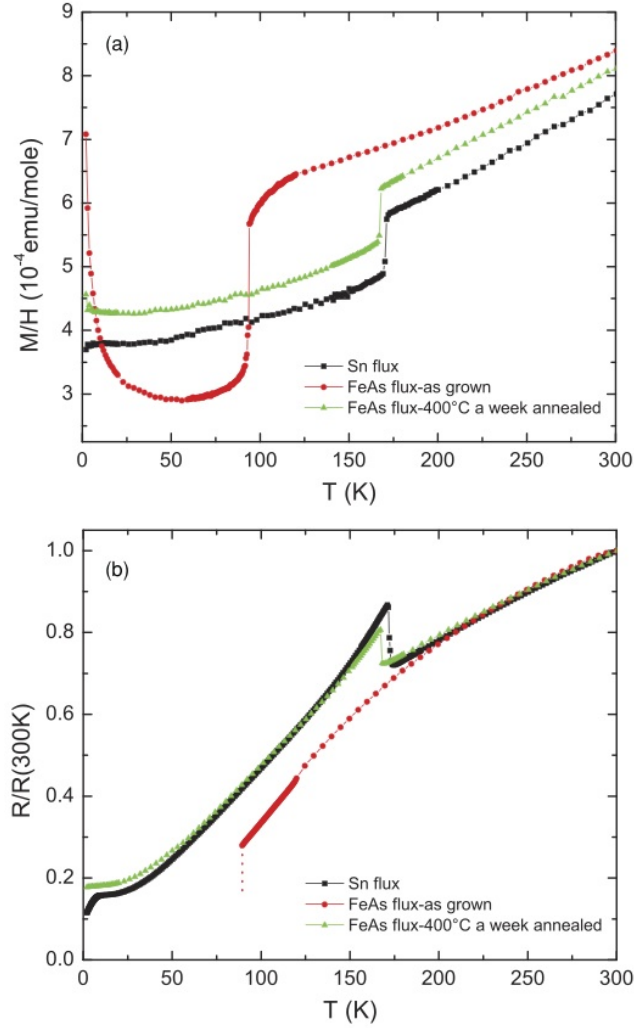 (a)
9
8
7
6
5
4
3
M/H (10⁻⁴emu/mole)
Sn flux
FeAs flux-as grown
FeAs flux-400°C a week annealed
0 50 100 150 200 250 300
T (K)
(b)
1.0
0.8
0.6
0.4
0.2
0.0
R/R(300K)
Sn flux
FeAs flux-as grown
FeAs flux-400°C a week annealed
0 50 100 150 200 250 300
T (K)